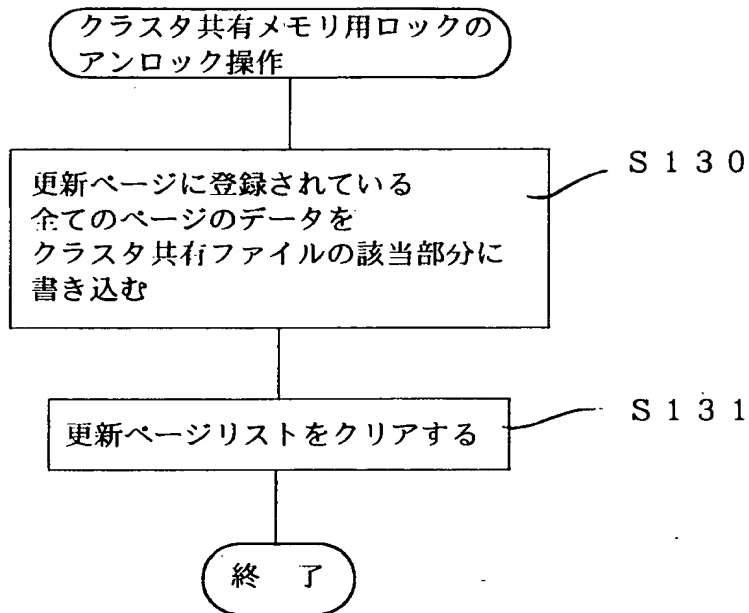 クラスタ共有メモリ用ロックの
アンロック操作
S130
更新ページに登録されている
全てのページのデータを
クラスタ共有ファイルの該当部分に
書き込む
S131
更新ページリストをクリアする
終 了